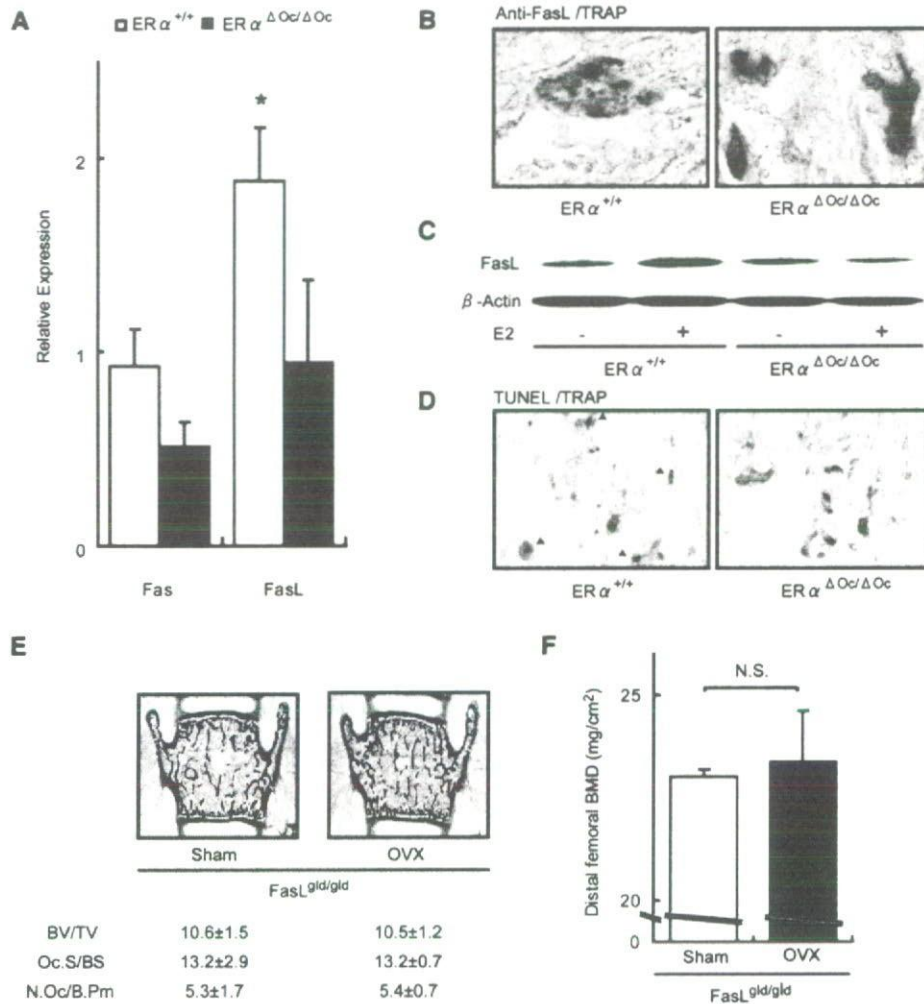 A
ERα+/+ ERαΔOc/ΔOc
Relative Expression
2
1
0
*
Fas FasL
B
Anti-FasL /TRAP
ERα+/+ ERαΔOc/ΔOc
C
FasL
β-Actin
E2 - + - +
ERα+/+ ERαΔOc/ΔOc
D
TUNEL /TRAP
ERα+/+ ERαΔOc/ΔOc
E
Sham OVX
FasLgld/gld
BV/TV 10.6±1.5 10.5±1.2
Oc.S/BS 13.2±2.9 13.2±0.7
N.Oc/B.Pm 5.3±1.7 5.4±0.7
F
N.S.
Distal femoral BMD (mg/cm2)
25
20
0
Sham OVX
FasLgld/gld